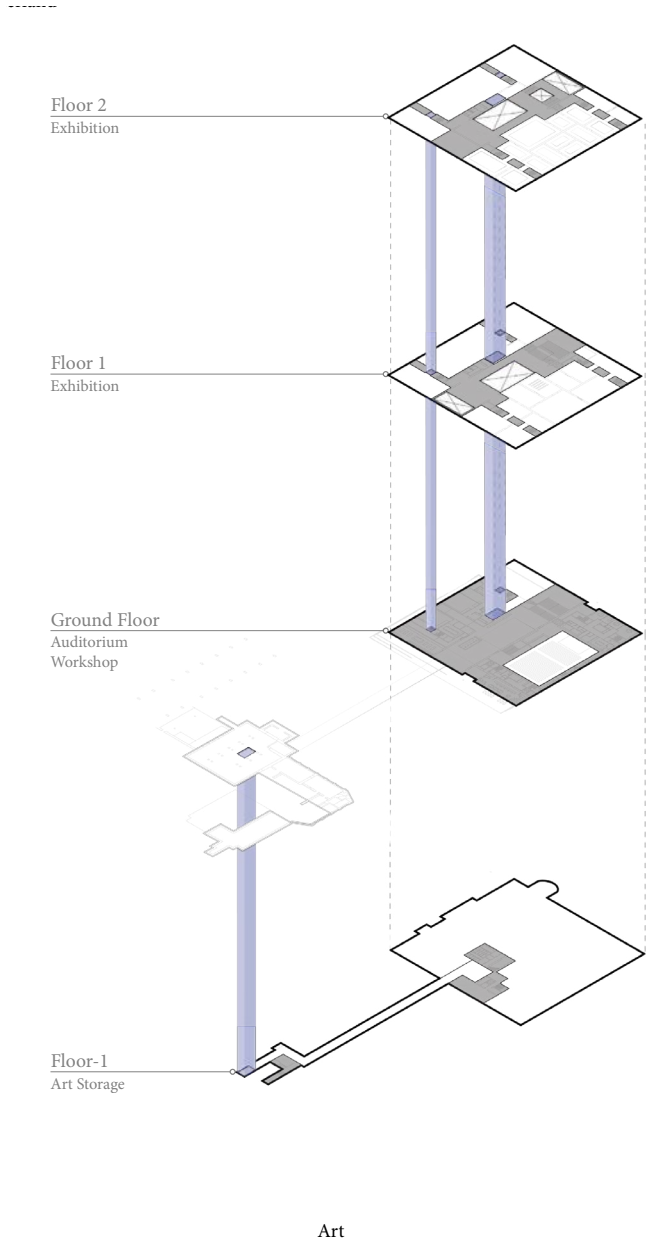 Floor 2
Exhibition
Floor 1
Exhibition
Ground Floor
Auditorium
Workshop
Floor-1
Art Storage
Art